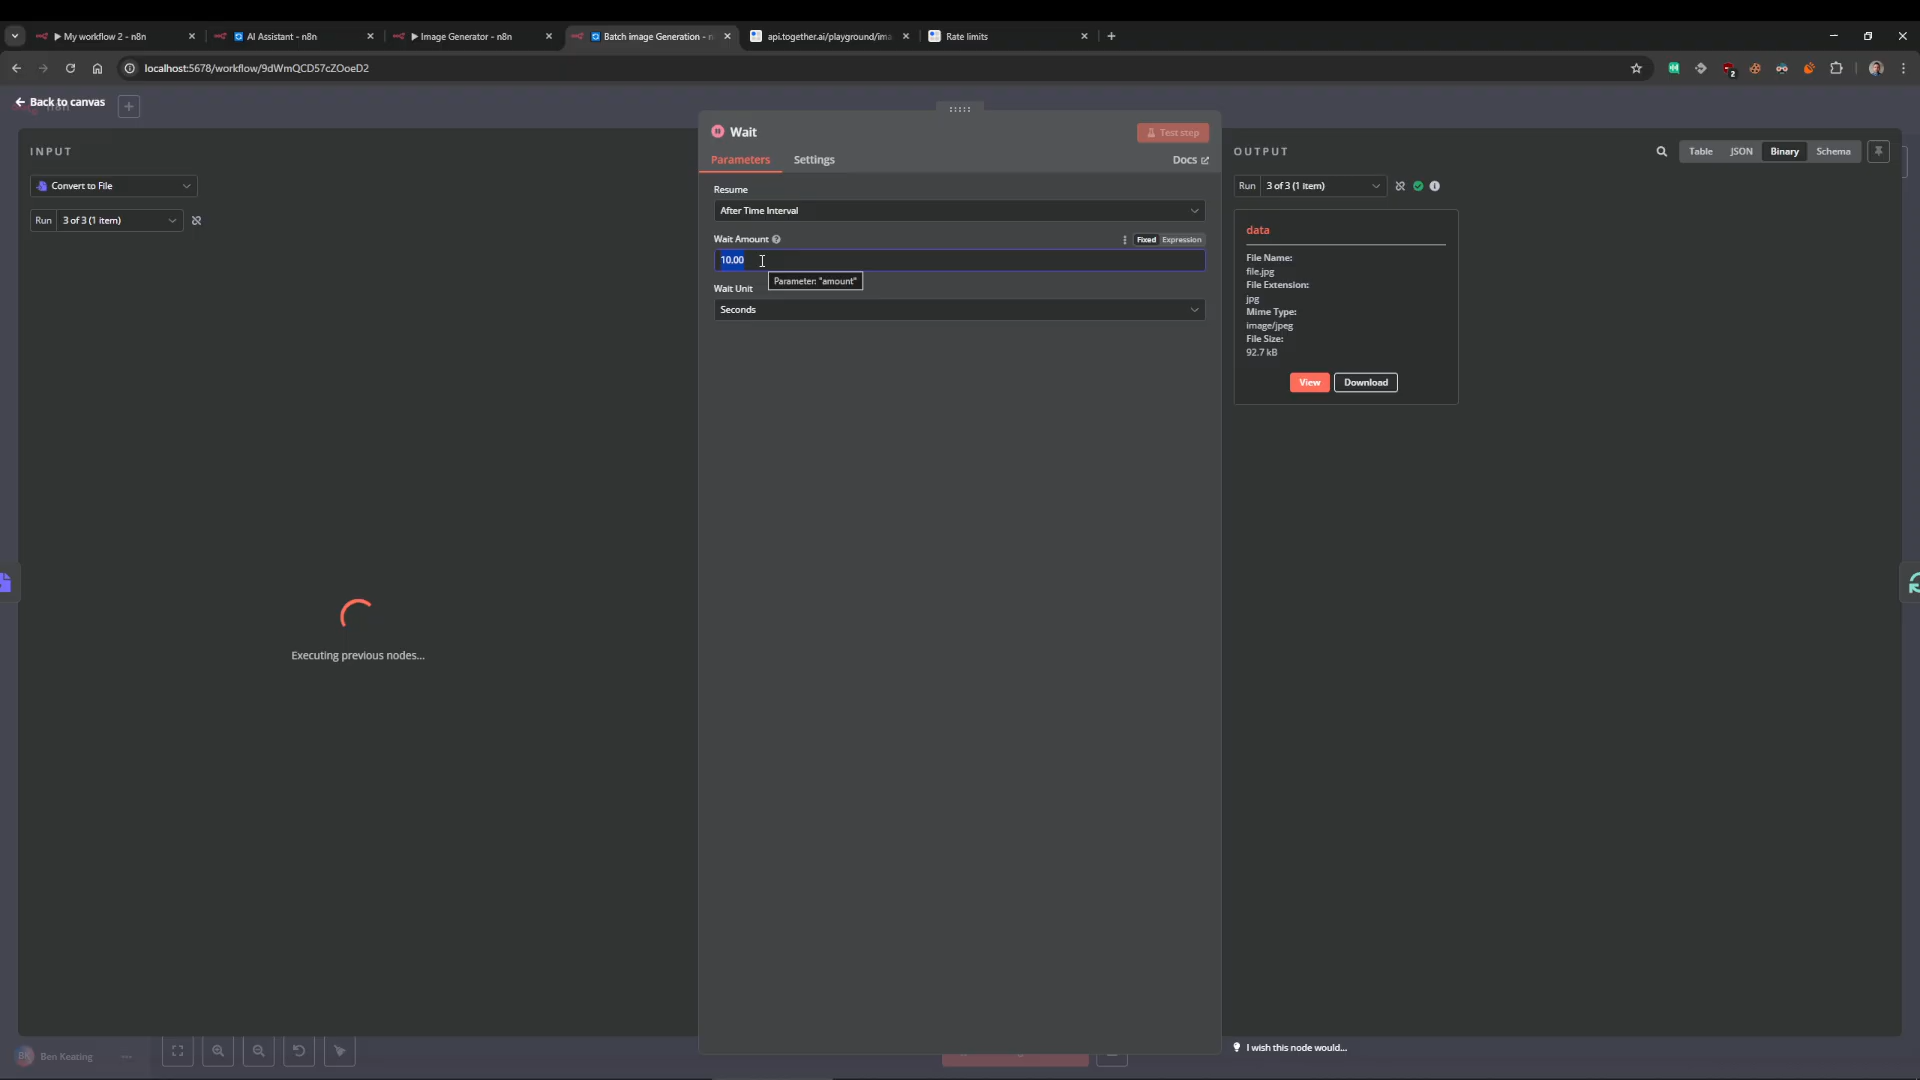 My workflow 2 - n8n
AI Assistant - n8n
Image Generator - n8n
Batch image Generation - n
api.together.ai/playground/ima
Rate limits
localhost:5678/workflow/9dWmQCD57cZOoeD2
2
Back to canvas
INPUT
Convert to File
Run 3 of 3 (1 item)
Executing previous nodes...
Wait
Test step
Parameters Settings
Docs
Resume
After Time Interval
Wait Amount
Fixed Expression
10.00
Parameter: "amount"
Wait Unit
Seconds
OUTPUT
Table JSON Binary Schema
Run 3 of 3 (1 item)
data
File Name:
file.jpg
File Extension:
jpg
Mime Type:
image/jpeg
File Size:
92.7 kB
View Download
BK Ben Keating
I wish this node would...